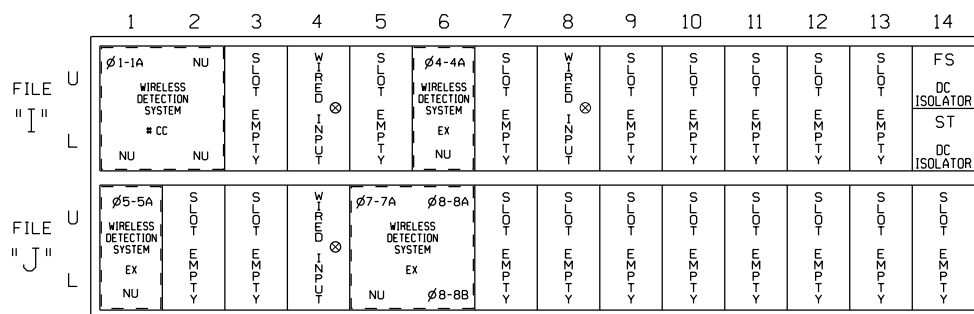 1 2 3 4 5 6 7 8 9 10 11 12 13 14
FILE "I"
U
L
Ø1-1A NU
WIRELESS
DETECTION
SYSTEM
# CC
NU NU
SLOT EMPTY
WIRED INPUT ⊗
SLOT EMPTY
Ø4-4A
WIRELESS
DETECTION
SYSTEM
EX
NU
SLOT EMPTY
WIRED INPUT ⊗
SLOT EMPTY
SLOT EMPTY
SLOT EMPTY
SLOT EMPTY
SLOT EMPTY
FS
DC
ISOLATOR
ST
DC
ISOLATOR
FILE "J"
U
L
Ø5-5A
WIRELESS
DETECTION
SYSTEM
EX
NU
SLOT EMPTY
SLOT EMPTY
WIRED INPUT ⊗
Ø7-7A Ø8-8A
WIRELESS
DETECTION
SYSTEM
EX
NU Ø8-8B
SLOT EMPTY
SLOT EMPTY
SLOT EMPTY
SLOT EMPTY
SLOT EMPTY
SLOT EMPTY
SLOT EMPTY
SLOT EMPTY